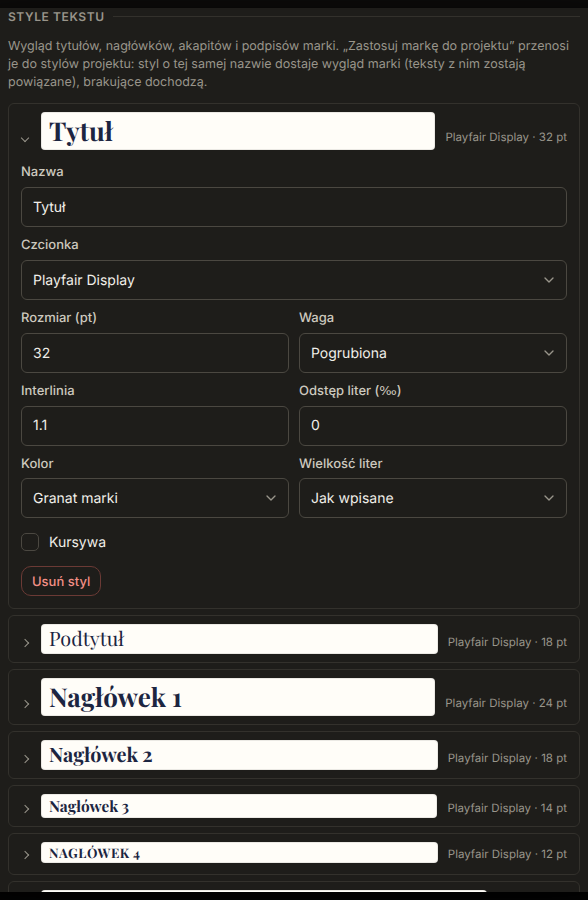 STYLE TEKSTU
Wygląd tytułów, nagłówków, akapitów i podpisów marki. „Zastosuj markę do projektu” przenosi
je do stylów projektu: styl o tej samej nazwie dostaje wygląd marki (teksty z nim zostają
powiązane), brakujące dochodzą.
Tytuł
Playfair Display · 32 pt
Nazwa
Tytuł
Czcionka
Playfair Display
Rozmiar (pt)
Waga
32
Pogrubiona
Interlinia
Odstęp liter (‰)
1.1
0
Kolor
Wielkość liter
Granat marki
Jak wpisane
Kursywa
Usuń styl
Podtytuł
Playfair Display · 18 pt
Nagłówek 1
Playfair Display · 24 pt
Nagłówek 2
Playfair Display · 18 pt
Nagłówek 3
Playfair Display · 14 pt
NAGŁÓWEK 4
Playfair Display · 12 pt